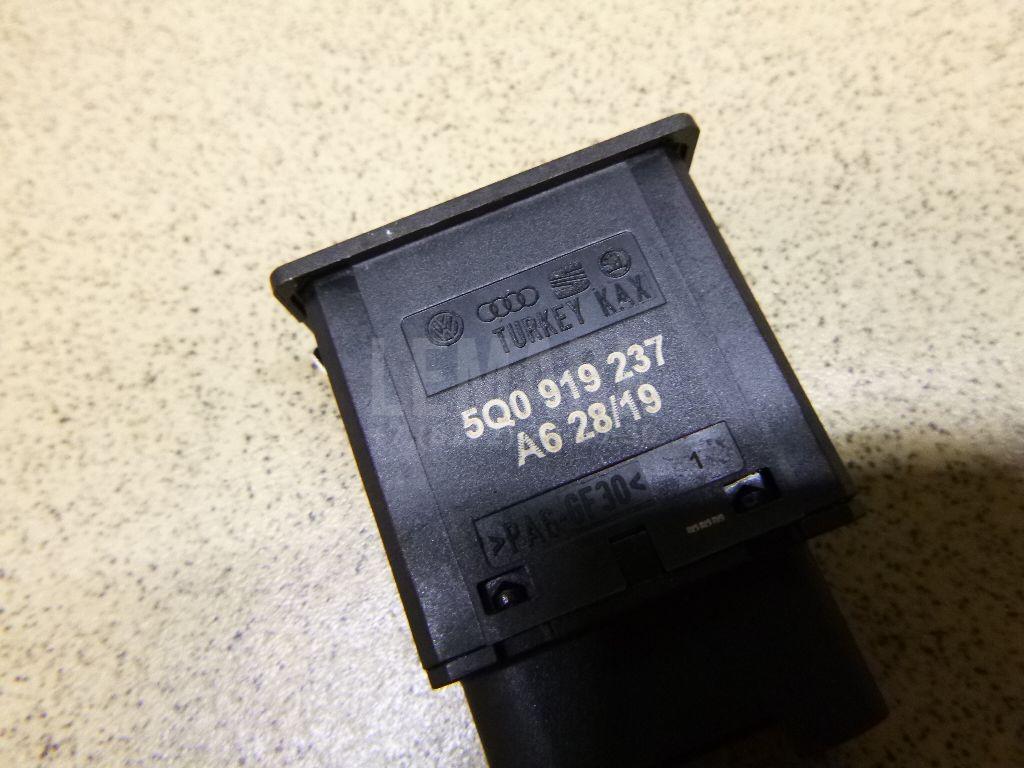 TURKEY KAX
5Q0 919 237
A6 28/19
1
>PA6-GF30<